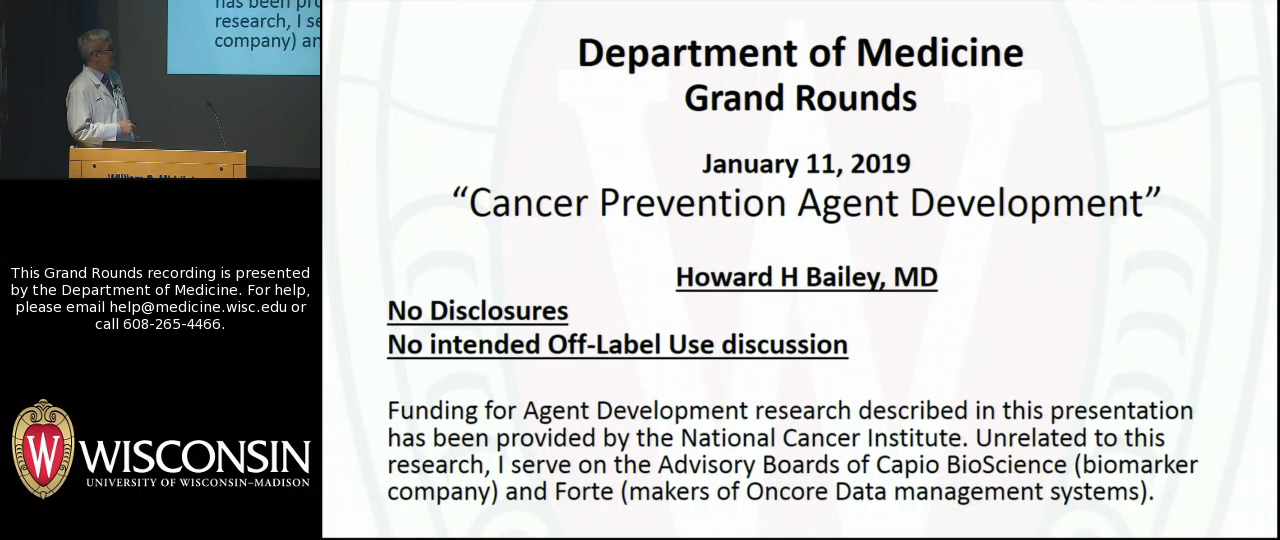 has been pro
research, I se
company) an
This Grand Rounds recording is presented
by the Department of Medicine. For help,
please email help@medicine.wisc.edu or
call 608-265-4466.
W
WISCONSIN
UNIVERSITY OF WISCONSIN–MADISON
Department of Medicine
Grand Rounds
January 11, 2019
“Cancer Prevention Agent Development”
Howard H Bailey, MD
No Disclosures
No intended Off-Label Use discussion
Funding for Agent Development research described in this presentation
has been provided by the National Cancer Institute. Unrelated to this
research, I serve on the Advisory Boards of Capio BioScience (biomarker
company) and Forte (makers of Oncore Data management systems).